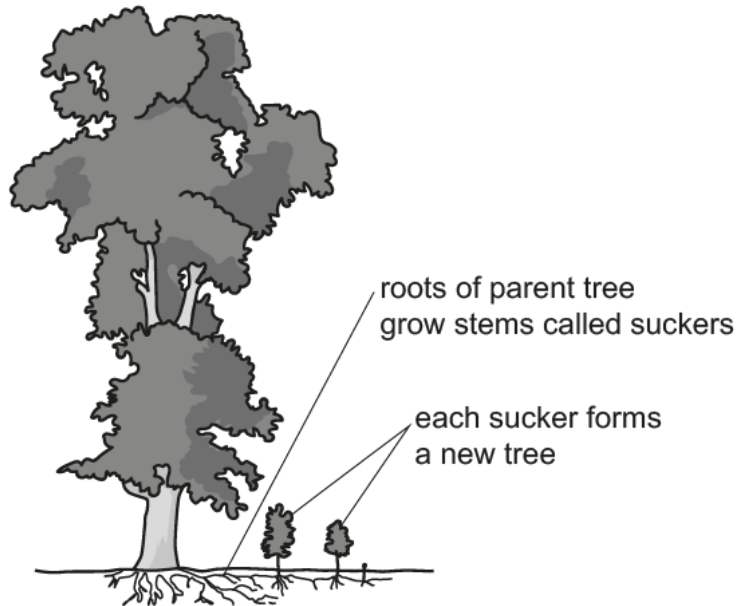 roots of parent tree
grow stems called suckers
each sucker forms
a new tree